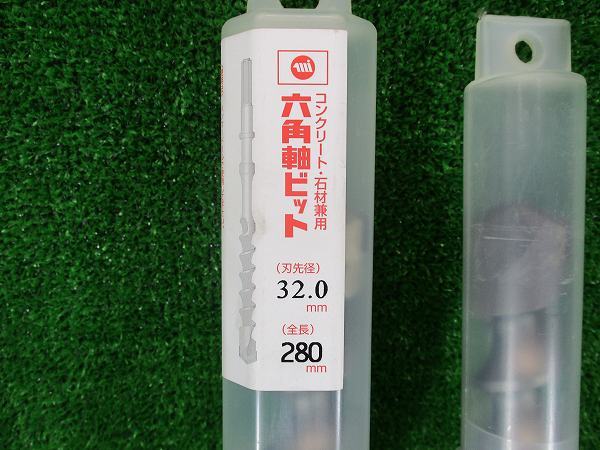 mi
コンクリート・石材兼用
六角軸ビット
(刃先径)
32.0
mm
(全長)
280
mm